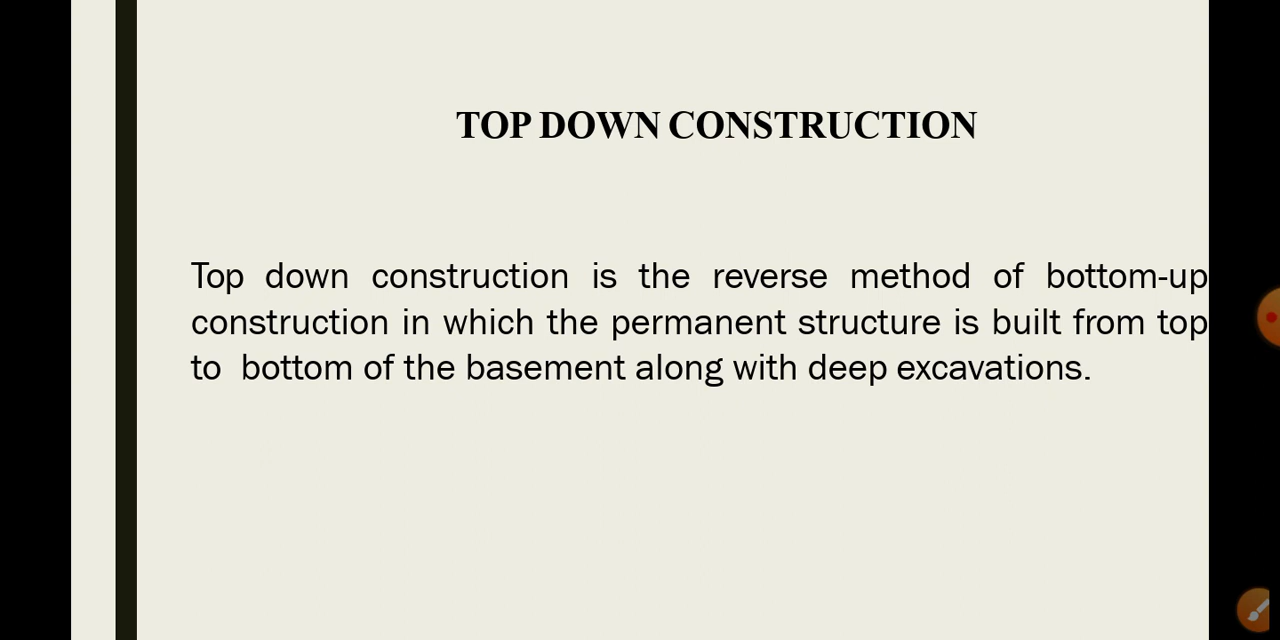 TOP DOWN CONSTRUCTION
Top down construction is the reverse method of bottom-up
construction in which the permanent structure is built from top
to bottom of the basement along with deep excavations.